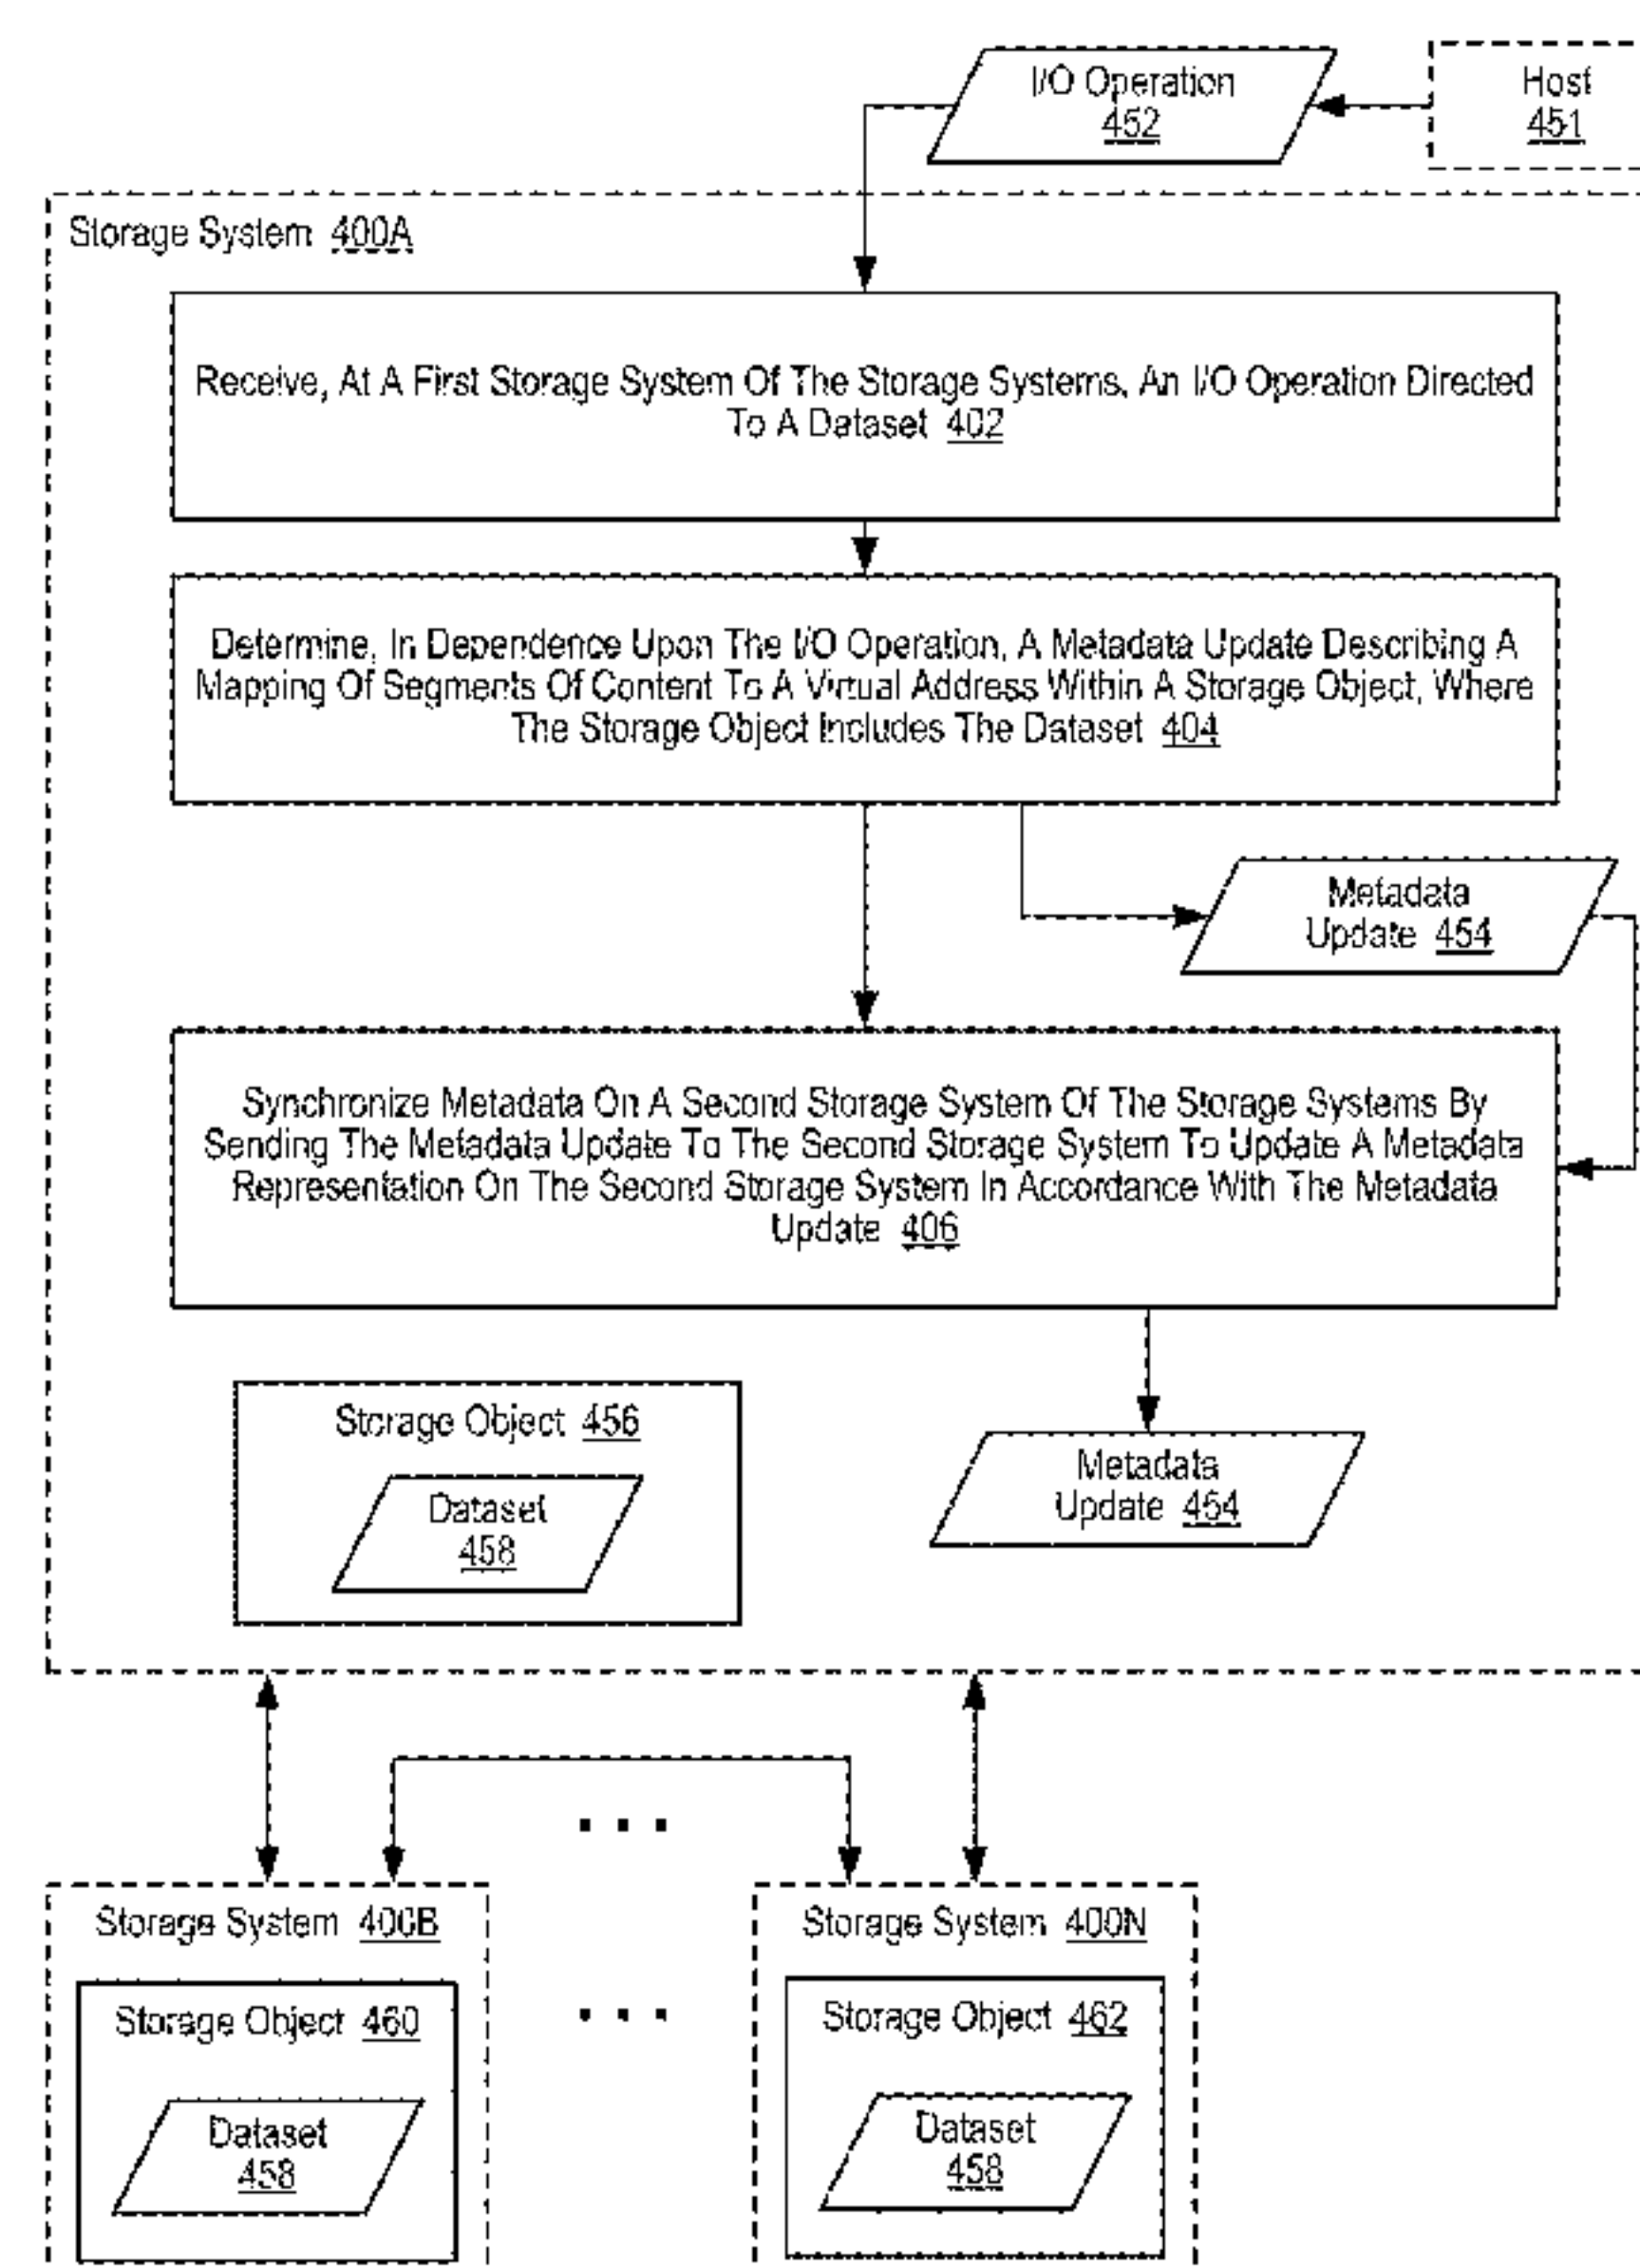 I/O Operation
452
Host
451
Storage System 400A
Receive, At A First Storage System Of The Storage Systems, An I/O Operation Directed
To A Dataset 402
Determine, In Dependence Upon The I/O Operation, A Metadata Update Describing A
Mapping Of Segments Of Content To A Virtual Address Within A Storage Object, Where
The Storage Object Includes The Dataset 404
Metadata
Update 454
Synchronize Metadata On A Second Storage System Of The Storage Systems By
Sending The Metadata Update To The Second Storage System To Update A Metadata
Representation On The Second Storage System In Accordance With The Metadata
Update 406
Storage Object 456
Dataset
458
Metadata
Update 454
Storage System 400B
Storage Object 460
Dataset
458
Storage System 400N
Storage Object 462
Dataset
458